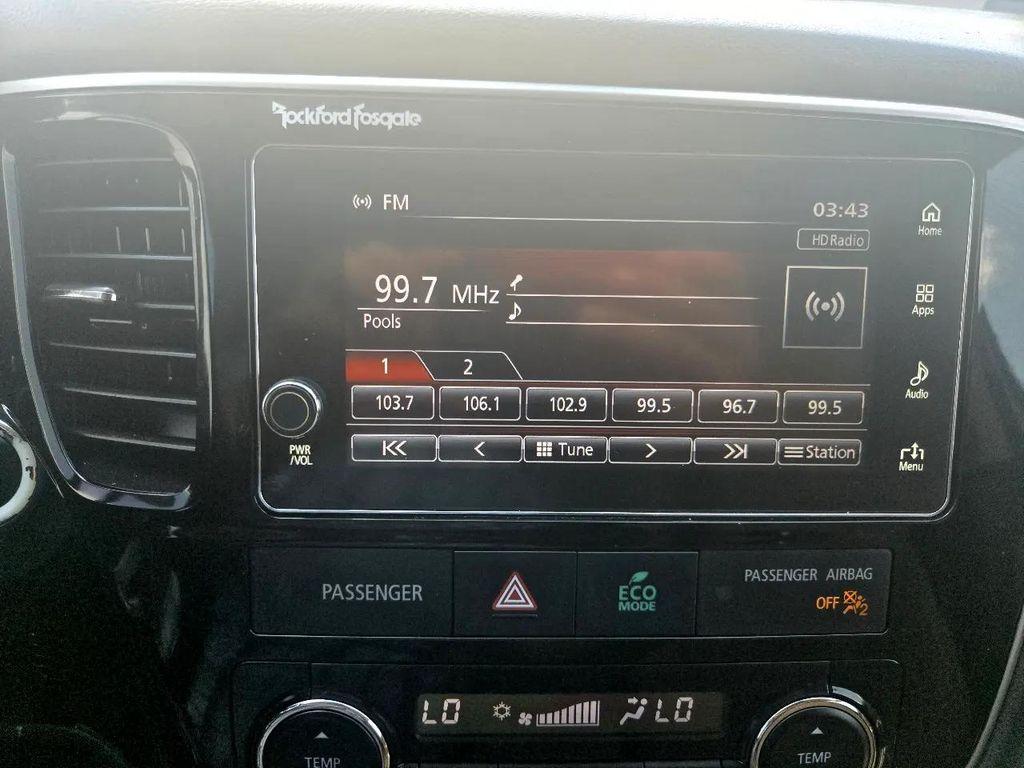 Rockford Fosgate
FM
03:43
HD Radio
Home
99.7 MHz
Pools
Apps
1 2
103.7 106.1 102.9 99.5 96.7 99.5
Audio
Tune Station
Menu
PWR
/VOL
PASSENGER
ECO
MODE
PASSENGER AIRBAG
OFF 2
LO LO
TEMP TEMP